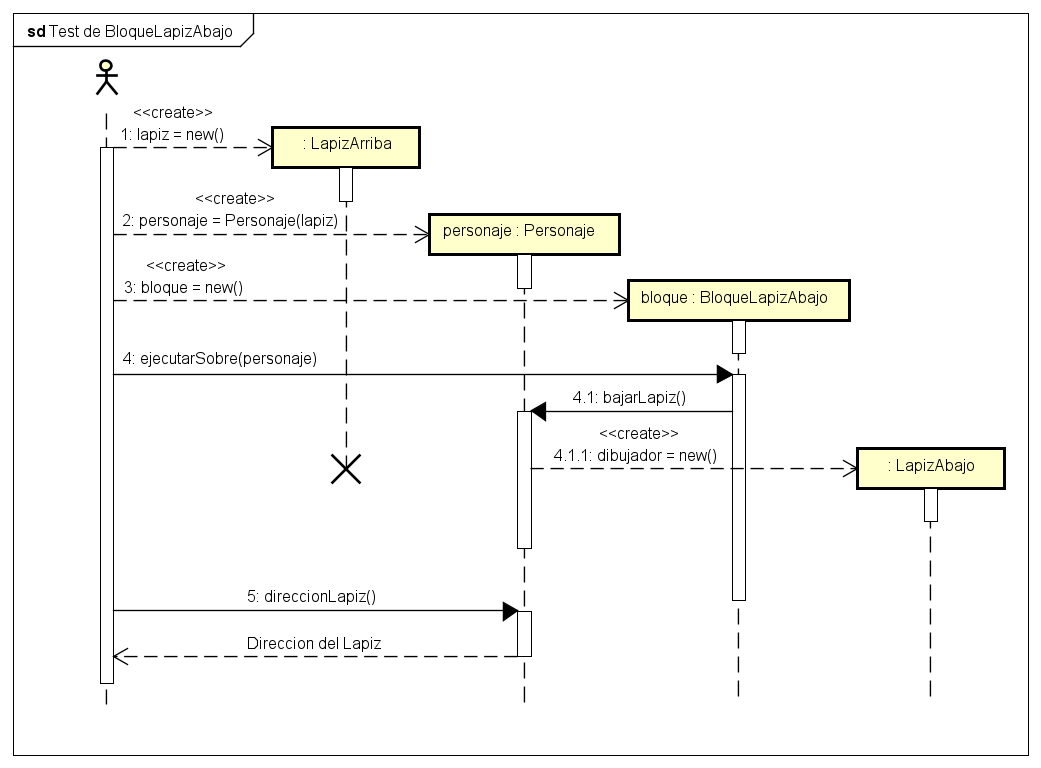 sd Test de BloqueLapizAbajo
<<create>>
1: lapiz = new()
: LapizArriba
<<create>>
2: personaje = Personaje(lapiz)
personaje : Personaje
<<create>>
3: bloque = new()
bloque : BloqueLapizAbajo
4: ejecutarSobre(personaje)
4.1: bajarLapiz()
<<create>>
4.1.1: dibujador = new()
: LapizAbajo
5: direccionLapiz()
Direccion del Lapiz